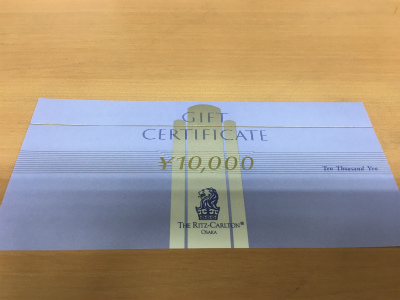 GIFT
CERTIFICATE
¥10,000
Ten Thousand Yen
THE RITZ-CARLTON®
OSAKA